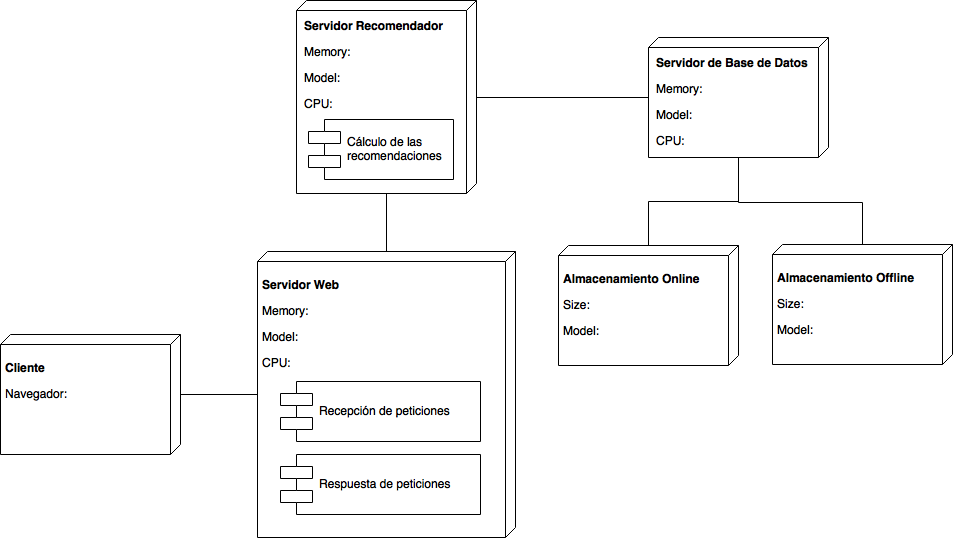 Servidor Recomendador
Memory:
Model:
CPU:
Cálculo de las
recomendaciones
Servidor de Base de Datos
Memory:
Model:
CPU:
Servidor Web
Memory:
Model:
CPU:
Recepción de peticiones
Respuesta de peticiones
Almacenamiento Online
Size:
Model:
Almacenamiento Offline
Size:
Model:
Cliente
Navegador: